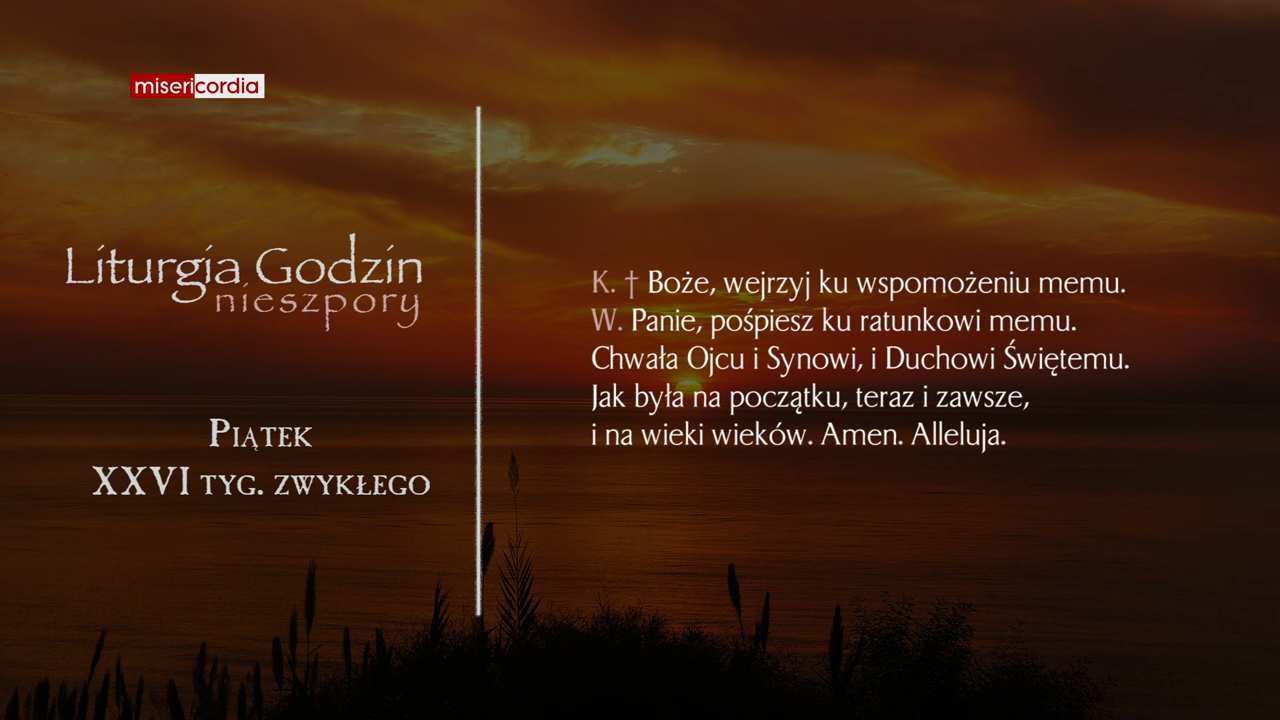 misericordia
Liturgia Godzin
nieszpory
Piątek
XXVI tyg. zwykłego
K. † Boże, wejrzyj ku wspomożeniu memu.
W. Panie, pośpiesz ku ratunkowi memu.
Chwała Ojcu i Synowi, i Duchowi Świętemu.
Jak była na początku, teraz i zawsze,
i na wieki wieków. Amen. Alleluja.